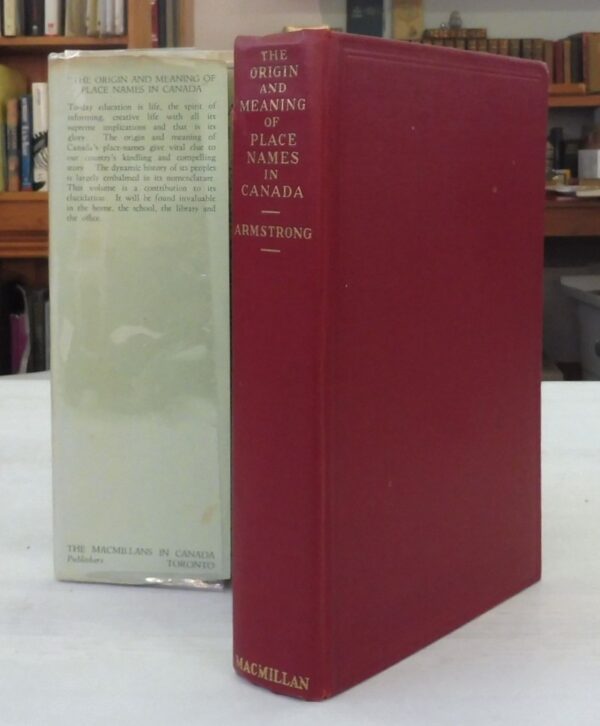 THE ORIGIN AND MEANING OF
PLACE NAMES IN CANADA
To-day education is life, the spirit of
informing, creative life with all its
supreme implications and that is its
glory. The origin and meaning of
Canada's place-names give vital clue to
our country's kindling and compelling
story. The dynamic history of its peoples
is largely embalmed in its nomenclature.
This volume is a contribution to its
elucidation. It will be found invaluable
in the home, the school, the library and
the office.
THE MACMILLANS IN CANADA
Publishers TORONTO
THE
ORIGIN
AND
MEANING
OF
PLACE
NAMES
IN
CANADA
ARMSTRONG
MACMILLAN